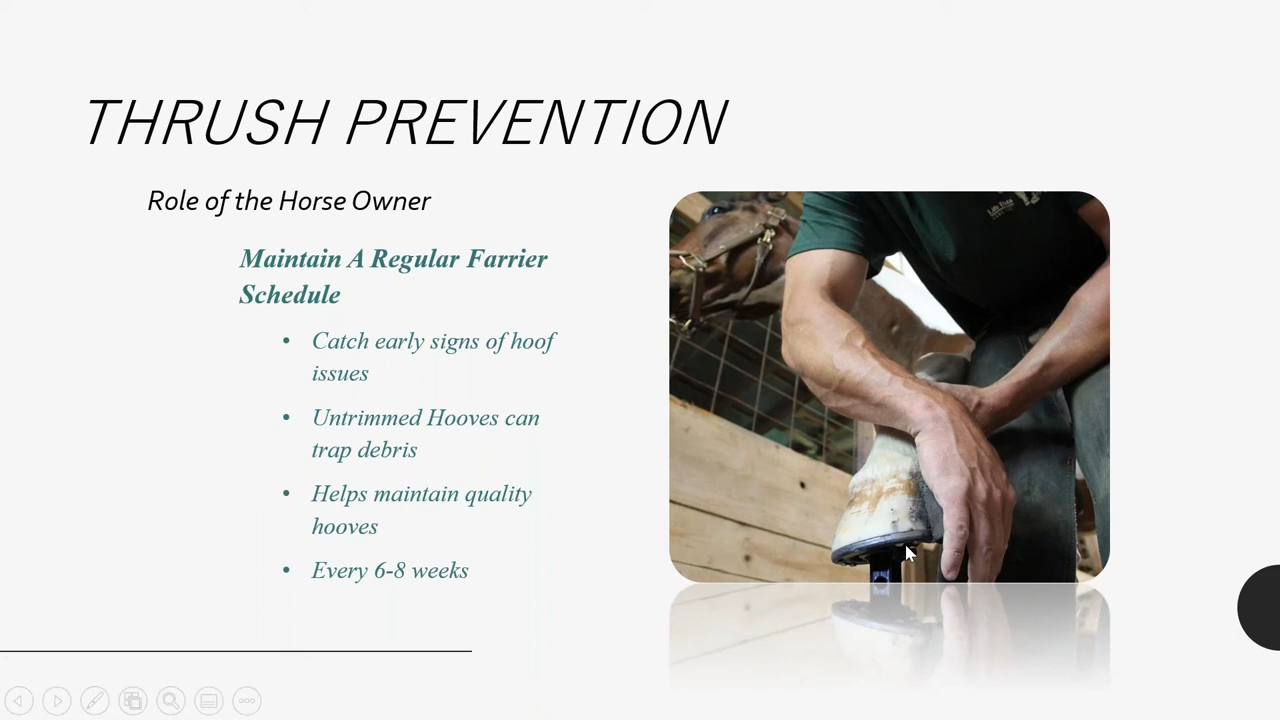 THRUSH PREVENTION
Role of the Horse Owner
Maintain A Regular Farrier
Schedule
• Catch early signs of hoof
issues
• Untrimmed Hooves can
trap debris
• Helps maintain quality
hooves
• Every 6-8 weeks